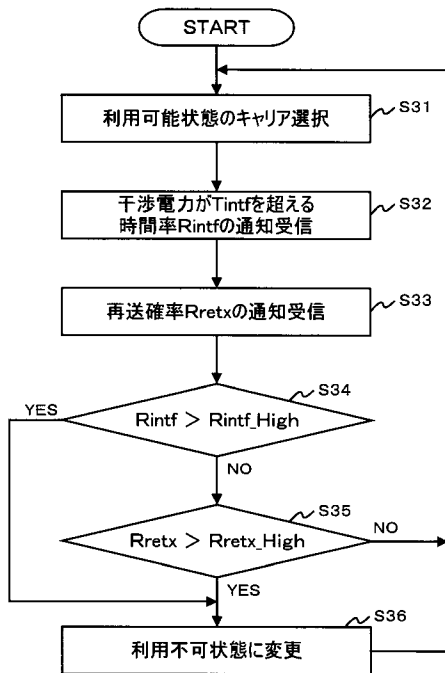 START
利用可能状態のキャリア選択
S31
干渉電力がTintfを超える
時間率Rintfの通知受信
S32
再送確率Rretxの通知受信
S33
S34
YES
Rintf > Rintf_High
NO
S35
Rretx > Rretx_High
NO
YES
S36
利用不可状態に変更